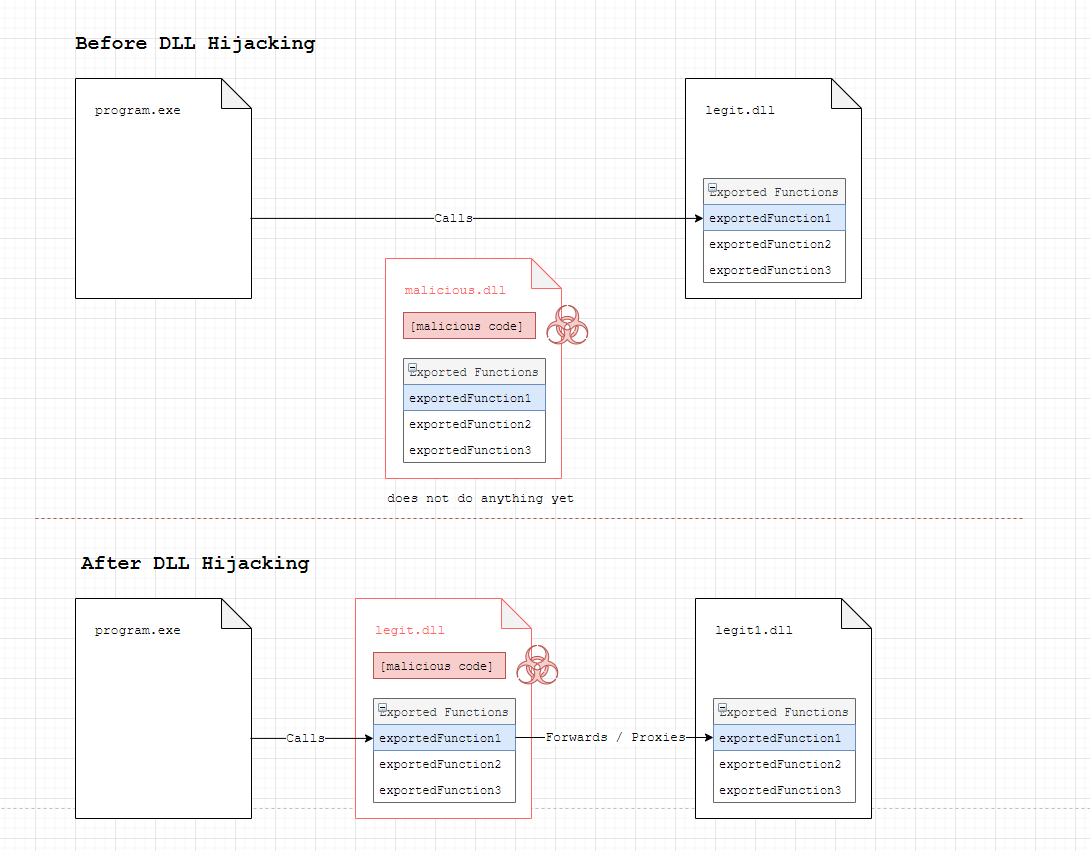 Before DLL Hijacking
program.exe
legit.dll
Exported Functions
Calls
exportedFunction1
exportedFunction2
exportedFunction3
malicious.dll
[malicious code]
Exported Functions
exportedFunction1
exportedFunction2
exportedFunction3
does not do anything yet
After DLL Hijacking
program.exe
legit.dll
legit1.dll
[malicious code]
Exported Functions
Exported Functions
Calls
exportedFunction1
Forwards / Proxies
exportedFunction1
exportedFunction2
exportedFunction2
exportedFunction3
exportedFunction3